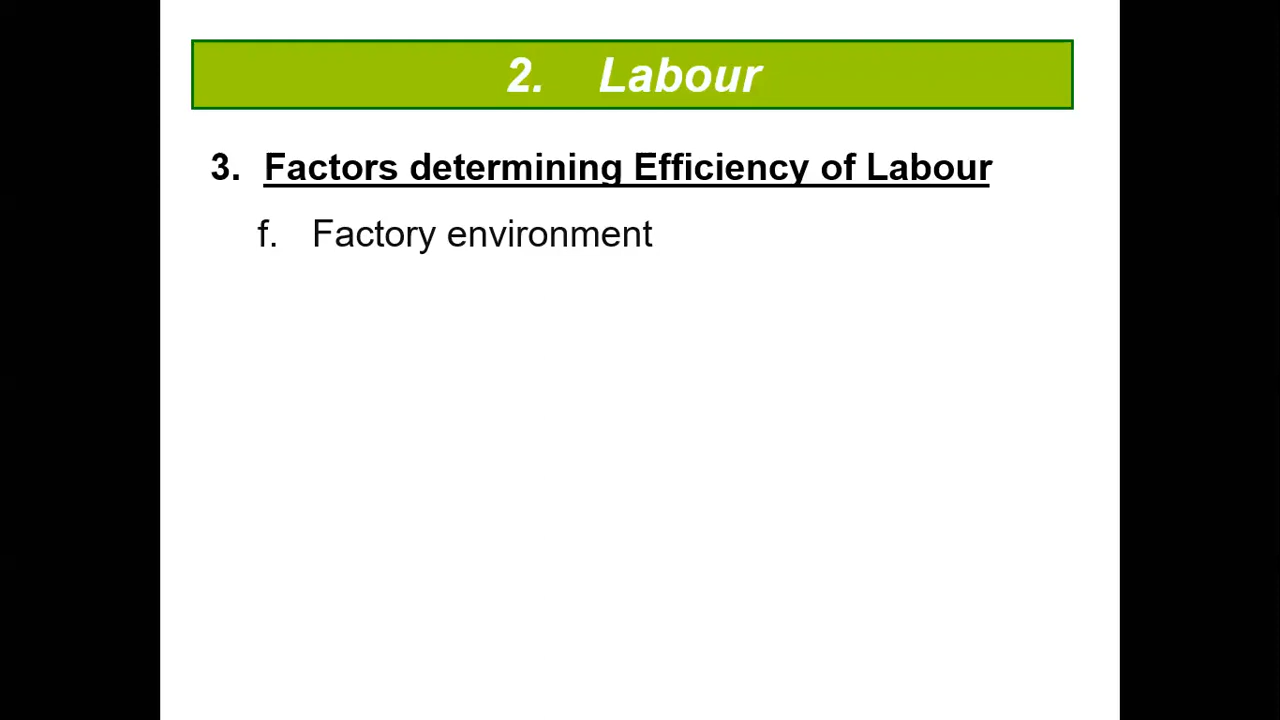 2. Labour
3. Factors determining Efficiency of Labour
f. Factory environment